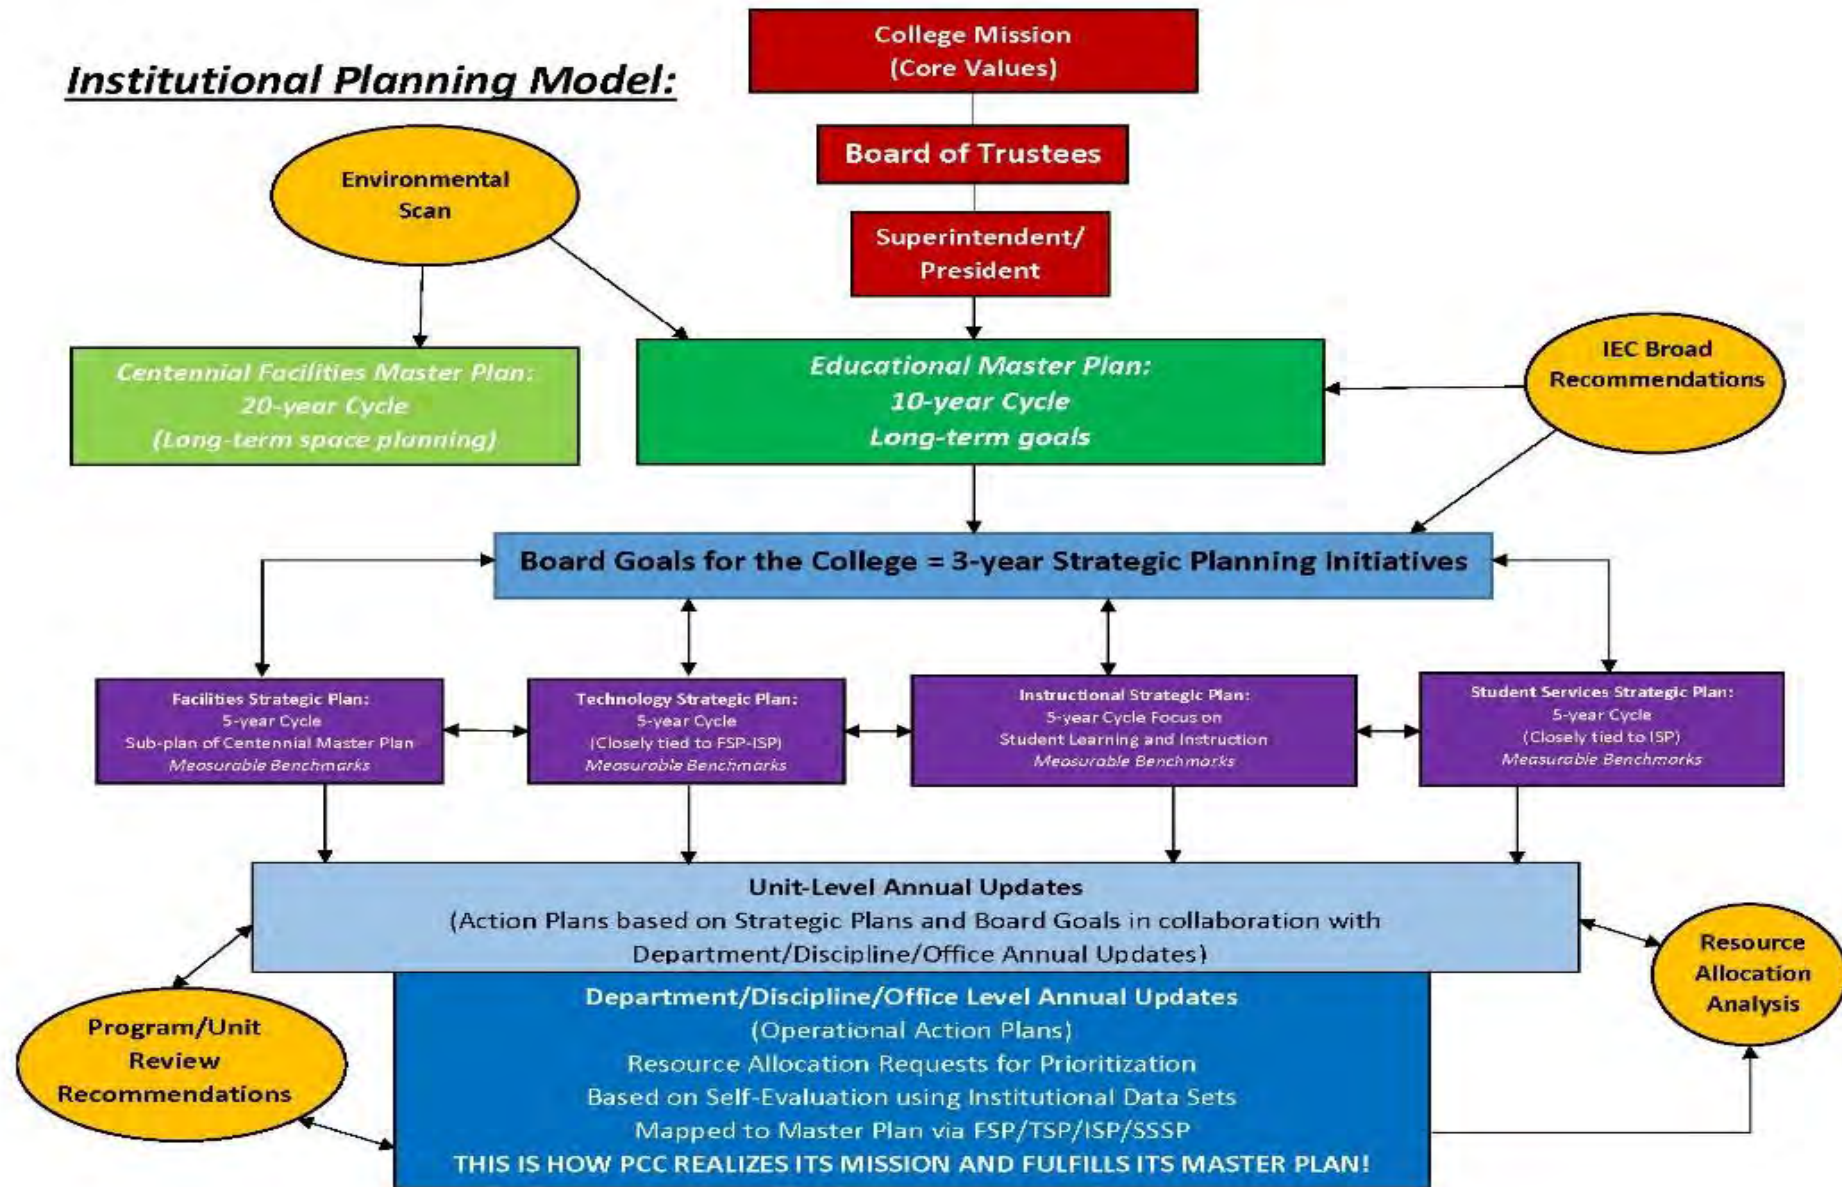 Institutional Planning Model:
College Mission
(Core Values)
Board of Trustees
Superintendent/
President
Environmental
Scan
Centennial Facilities Master Plan:
20-year Cycle
(Long-term space planning)
Educational Master Plan:
10-year Cycle
Long-term goals
IEC Broad
Recommendations
Board Goals for the College = 3-year Strategic Planning Initiatives
Facilities Strategic Plan:
5-year Cycle
Sub-plan of Centennial Master Plan
Measurable Benchmarks
Technology Strategic Plan:
5-year Cycle
(Closely tied to FSP-ISP)
Measurable Benchmarks
Instructional Strategic Plan:
5-year Cycle Focus on
Student Learning and Instruction
Measurable Benchmarks
Student Services Strategic Plan:
5-year Cycle
(Closely tied to ISP)
Measurable Benchmarks
Unit-Level Annual Updates
(Action Plans based on Strategic Plans and Board Goals in collaboration with
Department/Discipline/Office Annual Updates)
Resource
Allocation
Analysis
Program/Unit
Review
Recommendations
Department/Discipline/Office Level Annual Updates
(Operational Action Plans)
Resource Allocation Requests for Prioritization
Based on Self-Evaluation using Institutional Data Sets
Mapped to Master Plan via FSP/TSP/ISP/SSSP
THIS IS HOW PCC REALIZES ITS MISSION AND FULFILLS ITS MASTER PLAN!